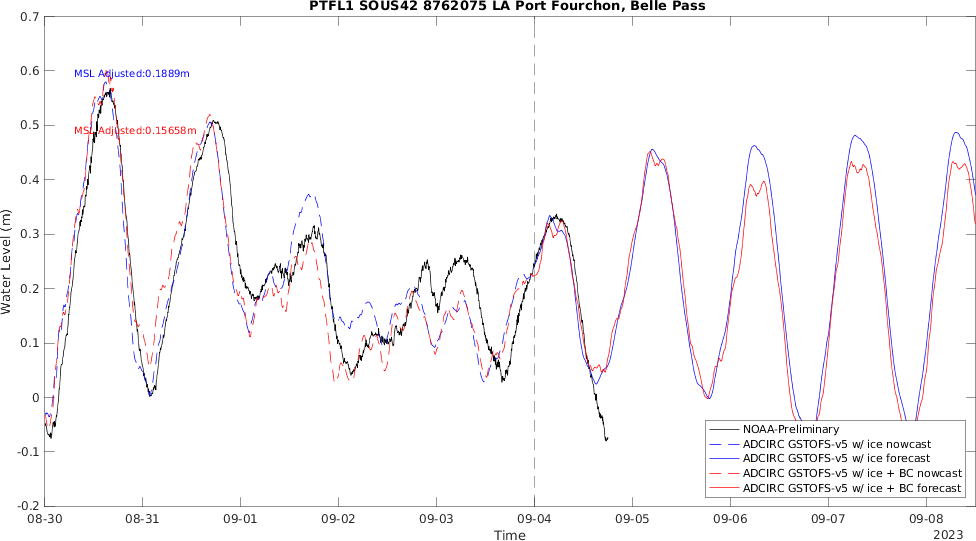 PTFL1 SOUS42 8762075 LA Port Fourchon, Belle Pass
0.7
0.6
0.5
0.4
0.3
0.2
0.1
0
-0.1
-0.2
Water Level (m)
MSL Adjusted:0.1889m
MSL Adjusted:0.15658m
NOAA-Preliminary
ADCIRC GSTOFS-v5 w/ ice nowcast
ADCIRC GSTOFS-v5 w/ ice forecast
ADCIRC GSTOFS-v5 w/ ice + BC nowcast
ADCIRC GSTOFS-v5 w/ ice + BC forecast
08-30 08-31 09-01 09-02 09-03 09-04 09-05 09-06 09-07 09-08
Time
2023